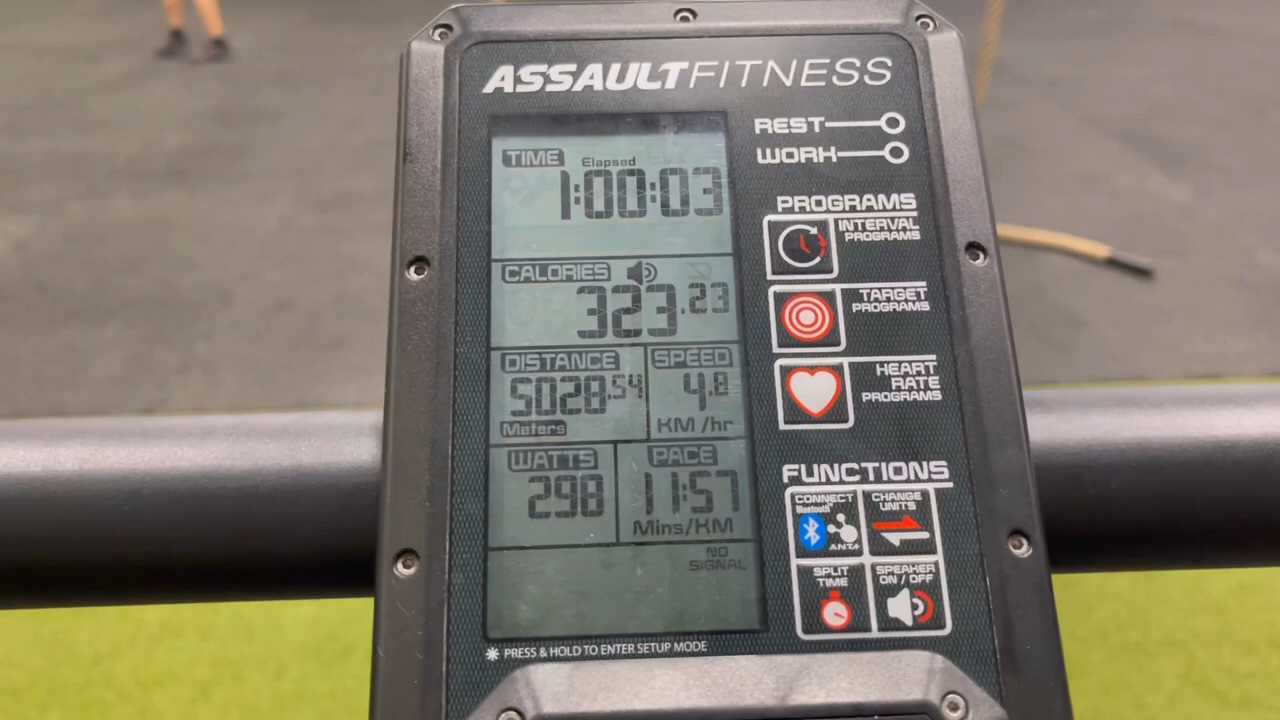 ASSAULTFITNESS
REST
WORK
TIME
Elapsed
1:00:03
CALORIES
323.23
DISTANCE
5028.54
Meters
SPEED
4.8
KM/hr
WATTS
298
PACE
11:57
Mins/KM
NO
SIGNAL
PROGRAMS
INTERVAL
PROGRAMS
TARGET
PROGRAMS
HEART
RATE
PROGRAMS
FUNCTIONS
CONNECT
Bluetooth™
ANT+
CHANGE
UNITS
SPLIT
TIME
SPEAKER
ON / OFF
PRESS & HOLD TO ENTER SETUP MODE